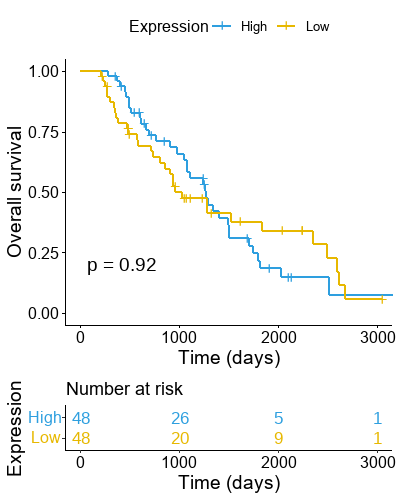 Expression High Low
Overall survival
1.00
0.75
0.50
0.25
0.00
p = 0.92
0 1000 2000 3000
Time (days)
Number at risk
Expression
High 48 26 5 1
Low 48 20 9 1
0 1000 2000 3000
Time (days)